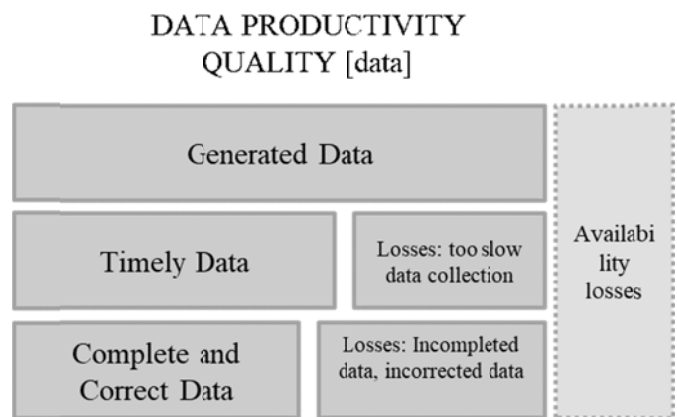 DATA PRODUCTIVITY
QUALITY [data]
Generated Data
Timely Data
Losses: too slow
data collection
Availabi
lity
losses
Complete and
Correct Data
Losses: Incompleted
data, incorrected data